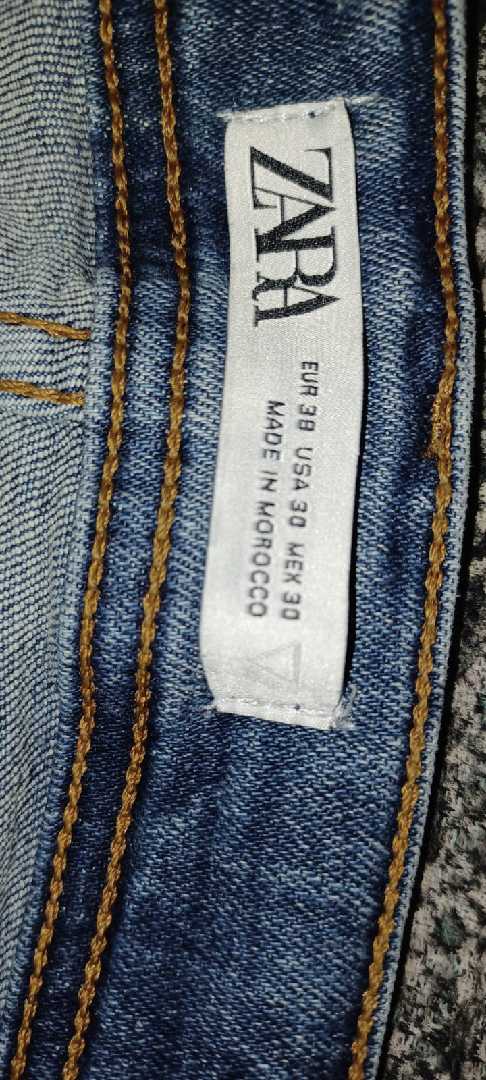 ZARA
EUR 38 USA 30 MEX 30
MADE IN MOROCCO